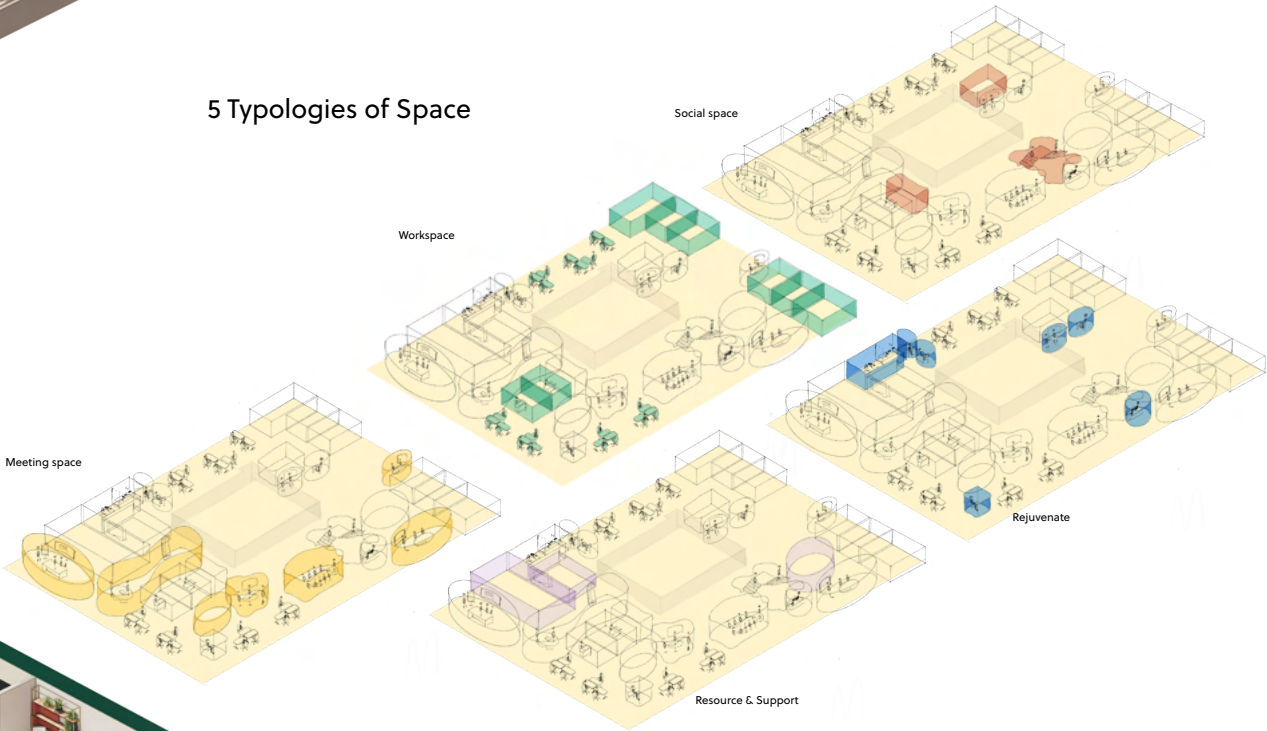 5 Typologies of Space
Social space
Workspace
Meeting space
Rejuvenate
Resource & Support